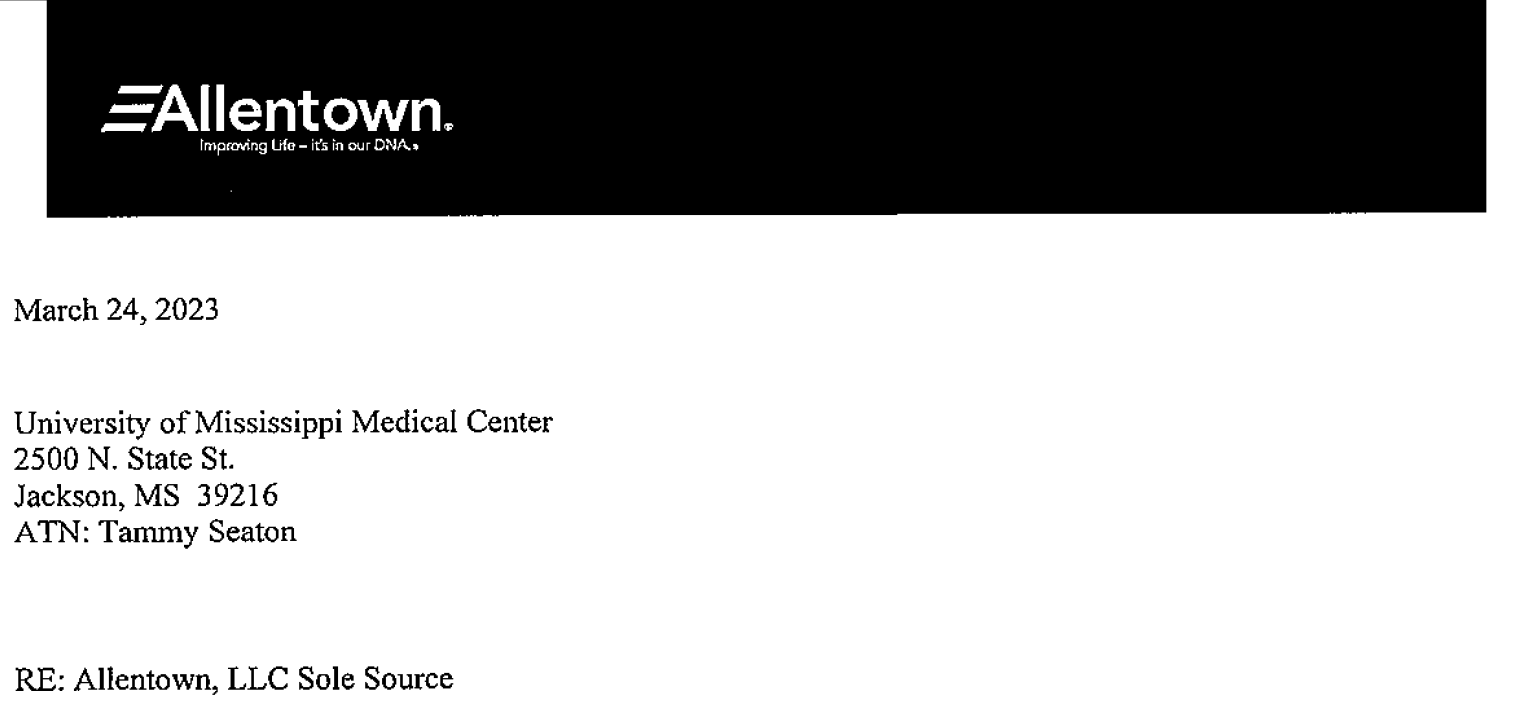 Allentown.
Improving Life – it's in our DNA.
March 24, 2023
University of Mississippi Medical Center
2500 N. State St.
Jackson, MS  39216
ATN: Tammy Seaton
RE: Allentown, LLC Sole Source